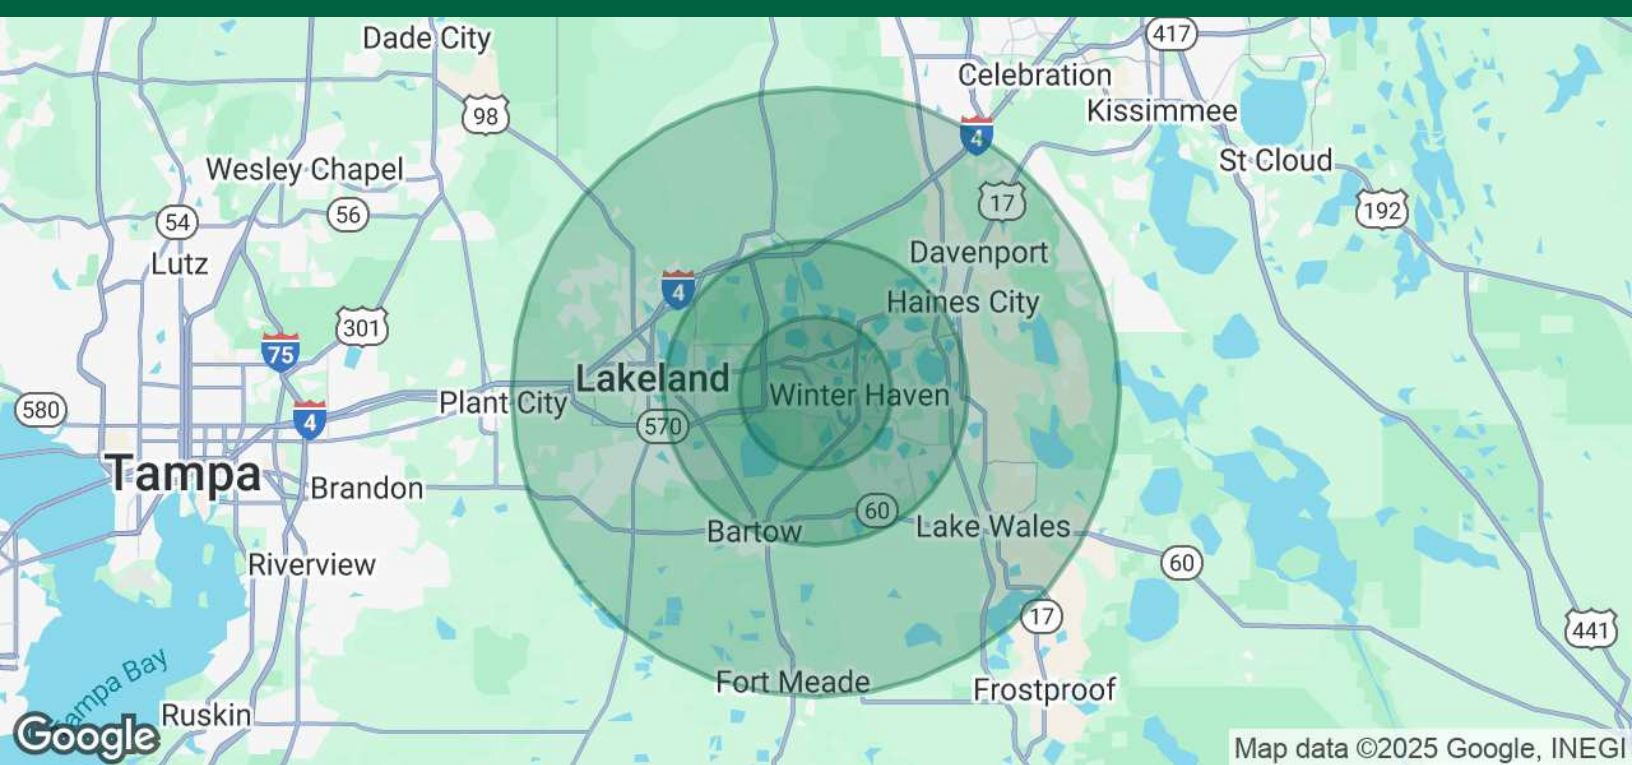 Dade City
417
Celebration
98
Kissimmee
4
Wesley Chapel
St Cloud
54
56
17
192
Lutz
Davenport
4
Haines City
301
75
Lakeland
Plant City
Winter Haven
580
4
570
Tampa
Brandon
60
Bartow
Lake Wales
Riverview
60
17
441
Tampa Bay
Fort Meade
Frostproof
Ruskin
Google
Map data ©2025 Google, INEGI